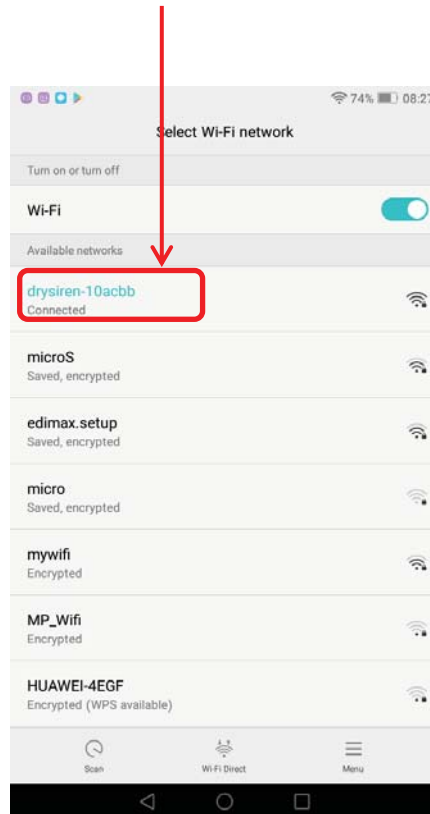 74% 08:27
Select Wi-Fi network
Turn on or turn off
Wi-Fi
Available networks
drysiren-10acbb
Connected
microS
Saved, encrypted
edimax.setup
Saved, encrypted
micro
Saved, encrypted
mywifi
Encrypted
MP_Wifi
Encrypted
HUAWEI-4EGF
Encrypted (WPS available)
Scan Wi-Fi Direct Menu